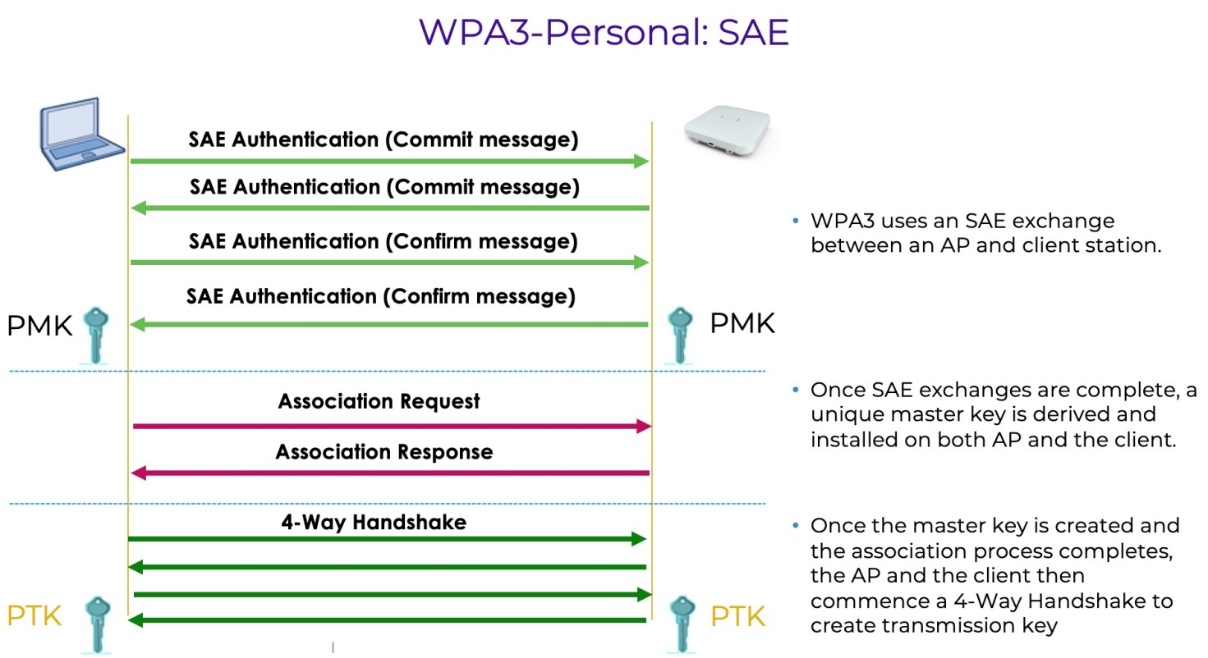 WPA3-Personal: SAE
SAE Authentication (Commit message)
SAE Authentication (Commit message)
SAE Authentication (Confirm message)
SAE Authentication (Confirm message)
PMK
PMK
• WPA3 uses an SAE exchange
between an AP and client station.
Association Request
Association Response
• Once SAE exchanges are complete, a
unique master key is derived and
installed on both AP and the client.
4-Way Handshake
PTK
PTK
• Once the master key is created and
the association process completes,
the AP and the client then
commence a 4-Way Handshake to
create transmission key